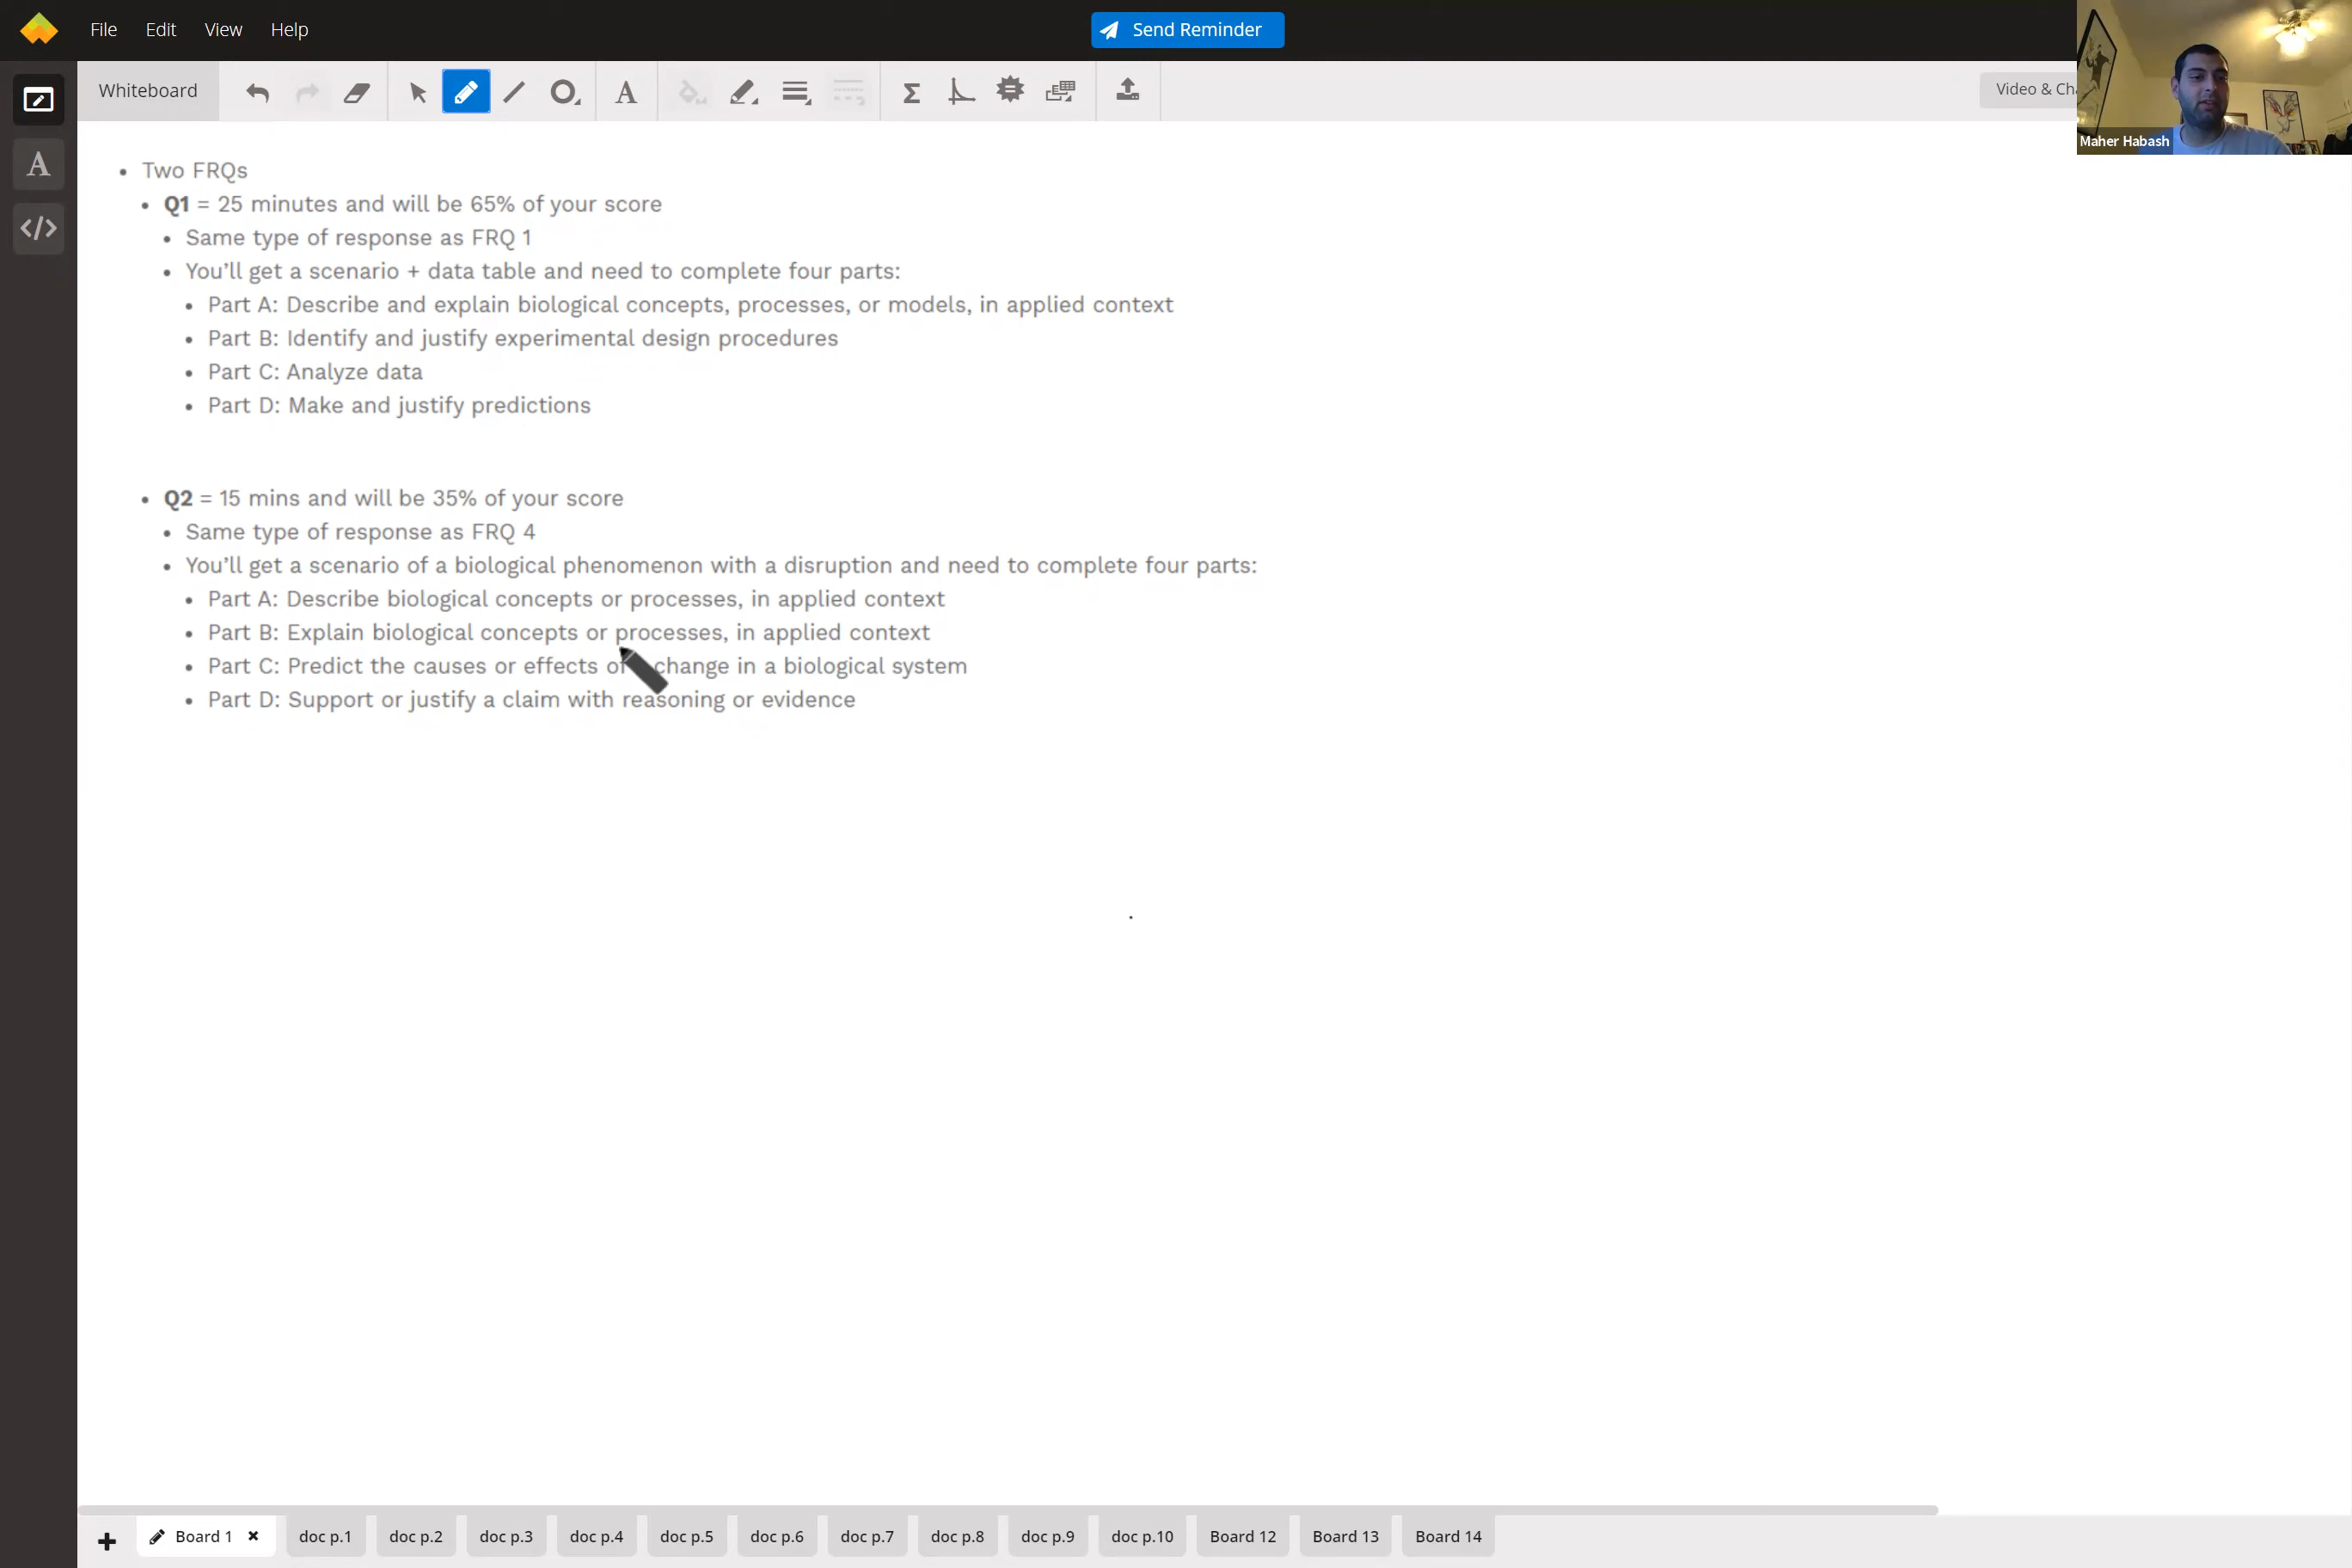 File Edit View Help
Send Reminder
Whiteboard
A
Σ
Video & Cha
Maher Habash
A
</>
• Two FRQs
• Q1 = 25 minutes and will be 65% of your score
• Same type of response as FRQ 1
• You'll get a scenario + data table and need to complete four parts:
• Part A: Describe and explain biological concepts, processes, or models, in applied context
• Part B: Identify and justify experimental design procedures
• Part C: Analyze data
• Part D: Make and justify predictions
• Q2 = 15 mins and will be 35% of your score
• Same type of response as FRQ 4
• You'll get a scenario of a biological phenomenon with a disruption and need to complete four parts:
• Part A: Describe biological concepts or processes, in applied context
• Part B: Explain biological concepts or processes, in applied context
• Part C: Predict the causes or effects of change in a biological system
• Part D: Support or justify a claim with reasoning or evidence
Board 1 doc p.1 doc p.2 doc p.3 doc p.4 doc p.5 doc p.6 doc p.7 doc p.8 doc p.9 doc p.10 Board 12 Board 13 Board 14